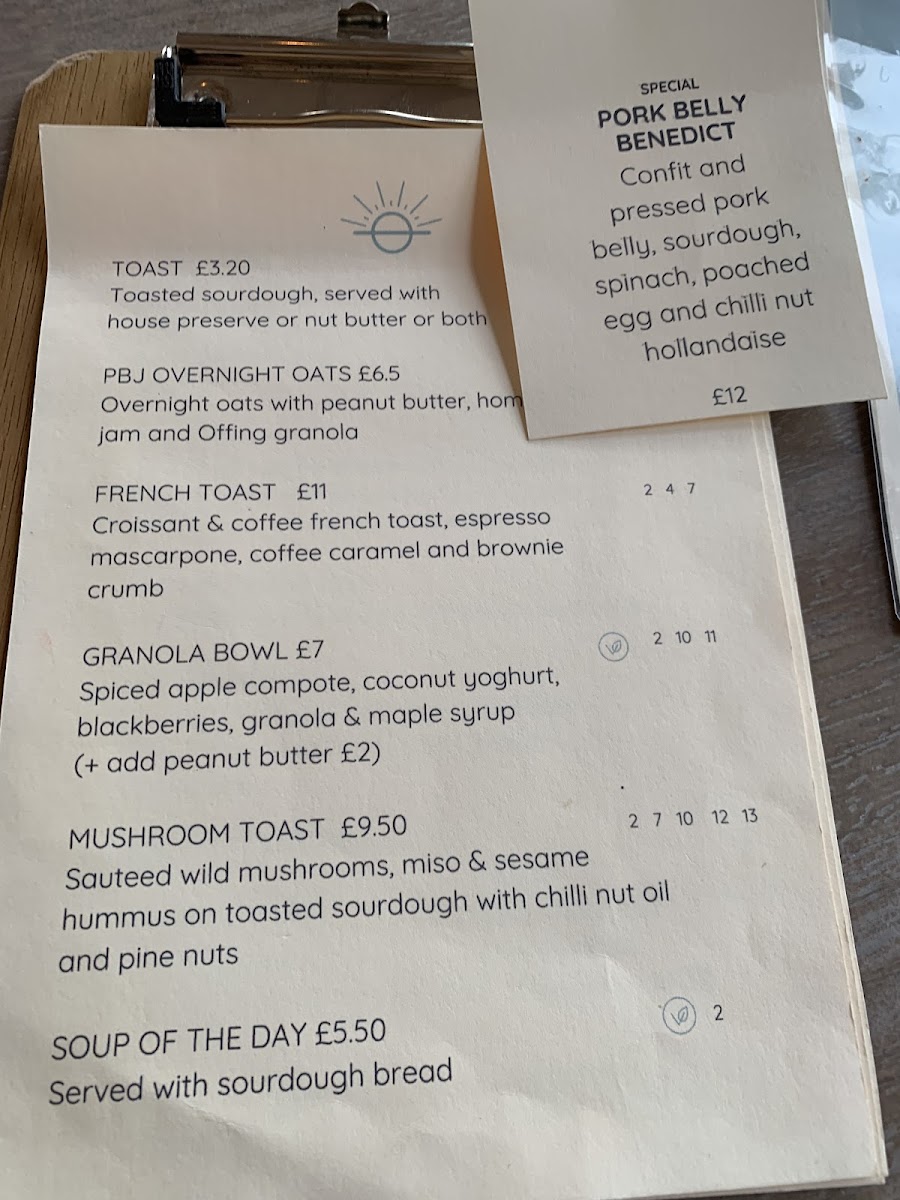 SPECIAL
PORK BELLY
BENEDICT
Confit and
pressed pork
belly, sourdough,
spinach, poached
egg and chilli nut
hollandaise
£12
TOAST £3.20
Toasted sourdough, served with
house preserve or nut butter or both
PBJ OVERNIGHT OATS £6.5
Overnight oats with peanut butter,
jam and Offing granola
FRENCH TOAST £11 2 4 7
Croissant & coffee french toast, espresso
mascarpone, coffee caramel and brownie
crumb
GRANOLA BOWL £7 2 10 11
Spiced apple compote, coconut yoghurt,
blackberries, granola & maple syrup
(+ add peanut butter £2)
MUSHROOM TOAST £9.50 2 7 10 12 13
Sauteed wild mushrooms, miso & sesame
hummus on toasted sourdough with chilli nut oil
and pine nuts
SOUP OF THE DAY £5.50 2
Served with sourdough bread